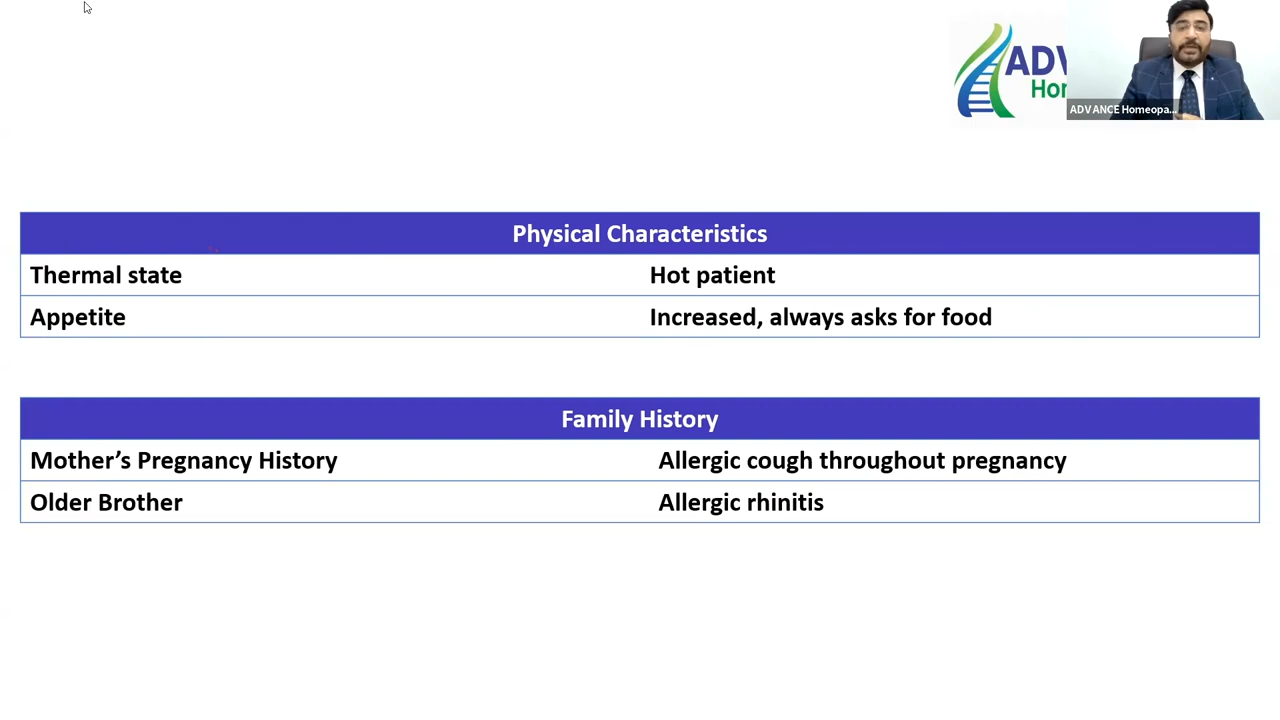 ADV
Hor
ADVANCE Homeopa...
Physical Characteristics
Thermal state Hot patient
Appetite Increased, always asks for food
Family History
Mother’s Pregnancy History Allergic cough throughout pregnancy
Older Brother Allergic rhinitis